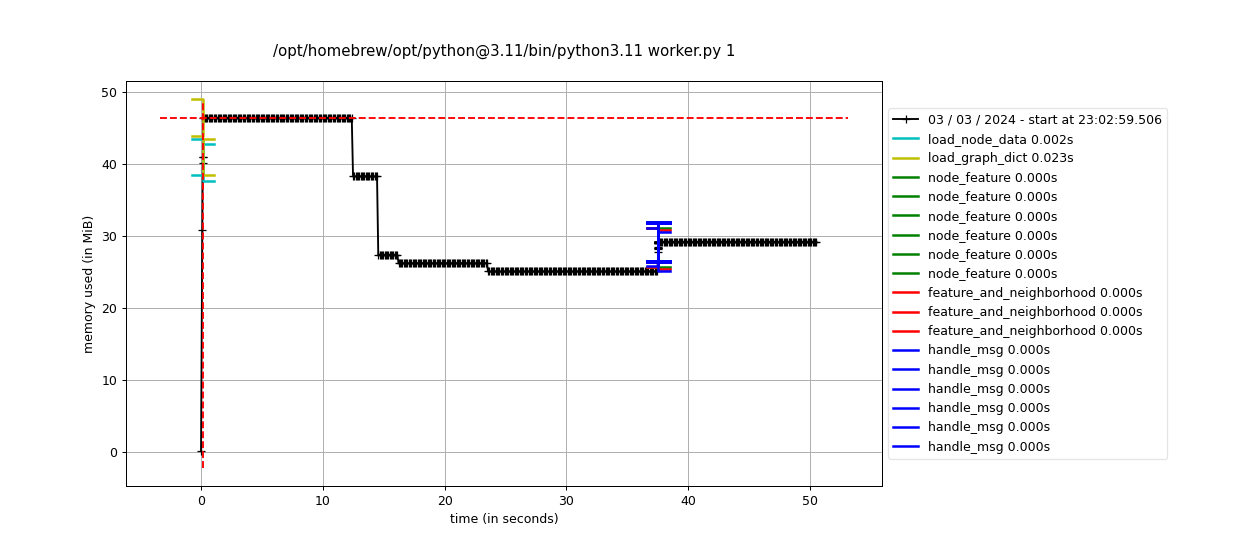 /opt/homebrew/opt/python@3.11/bin/python3.11 worker.py 1
memory used (in MiB)
50
40
30
20
10
0
0 10 20 30 40 50
time (in seconds)
03 / 03 / 2024 - start at 23:02:59.506
load_node_data 0.002s
load_graph_dict 0.023s
node_feature 0.000s
node_feature 0.000s
node_feature 0.000s
node_feature 0.000s
node_feature 0.000s
node_feature 0.000s
feature_and_neighborhood 0.000s
feature_and_neighborhood 0.000s
feature_and_neighborhood 0.000s
handle_msg 0.000s
handle_msg 0.000s
handle_msg 0.000s
handle_msg 0.000s
handle_msg 0.000s
handle_msg 0.000s